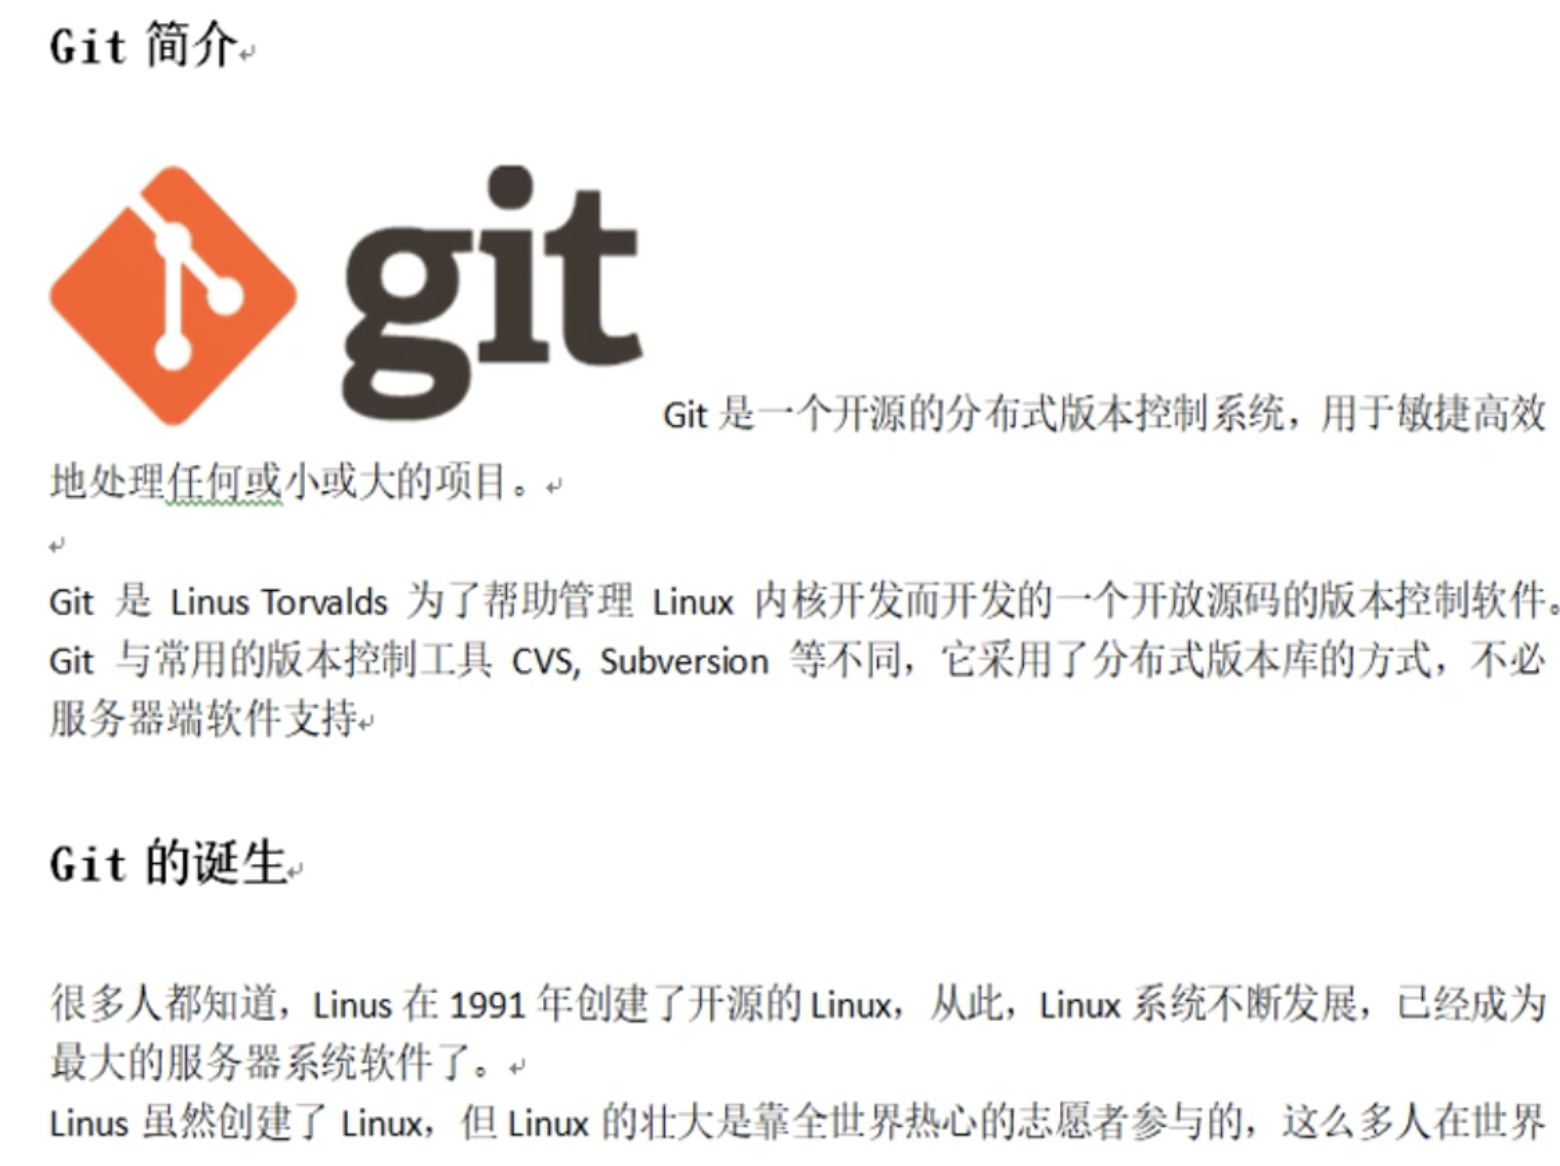 Git 简介
git
Git 是一个开源的分布式版本控制系统，用于敏捷高效
地处理任何或小或大的项目。
Git 是 Linus Torvalds 为了帮助管理 Linux 内核开发而开发的一个开放源码的版本控制软件。
Git 与常用的版本控制工具 CVS, Subversion 等不同，它采用了分布式版本库的方式，不必
服务器端软件支持
Git 的诞生
很多人都知道，Linus 在 1991 年创建了开源的 Linux，从此，Linux 系统不断发展，已经成为
最大的服务器系统软件了。
Linus 虽然创建了 Linux，但 Linux 的壮大是靠全世界热心的志愿者参与的，这么多人在世界